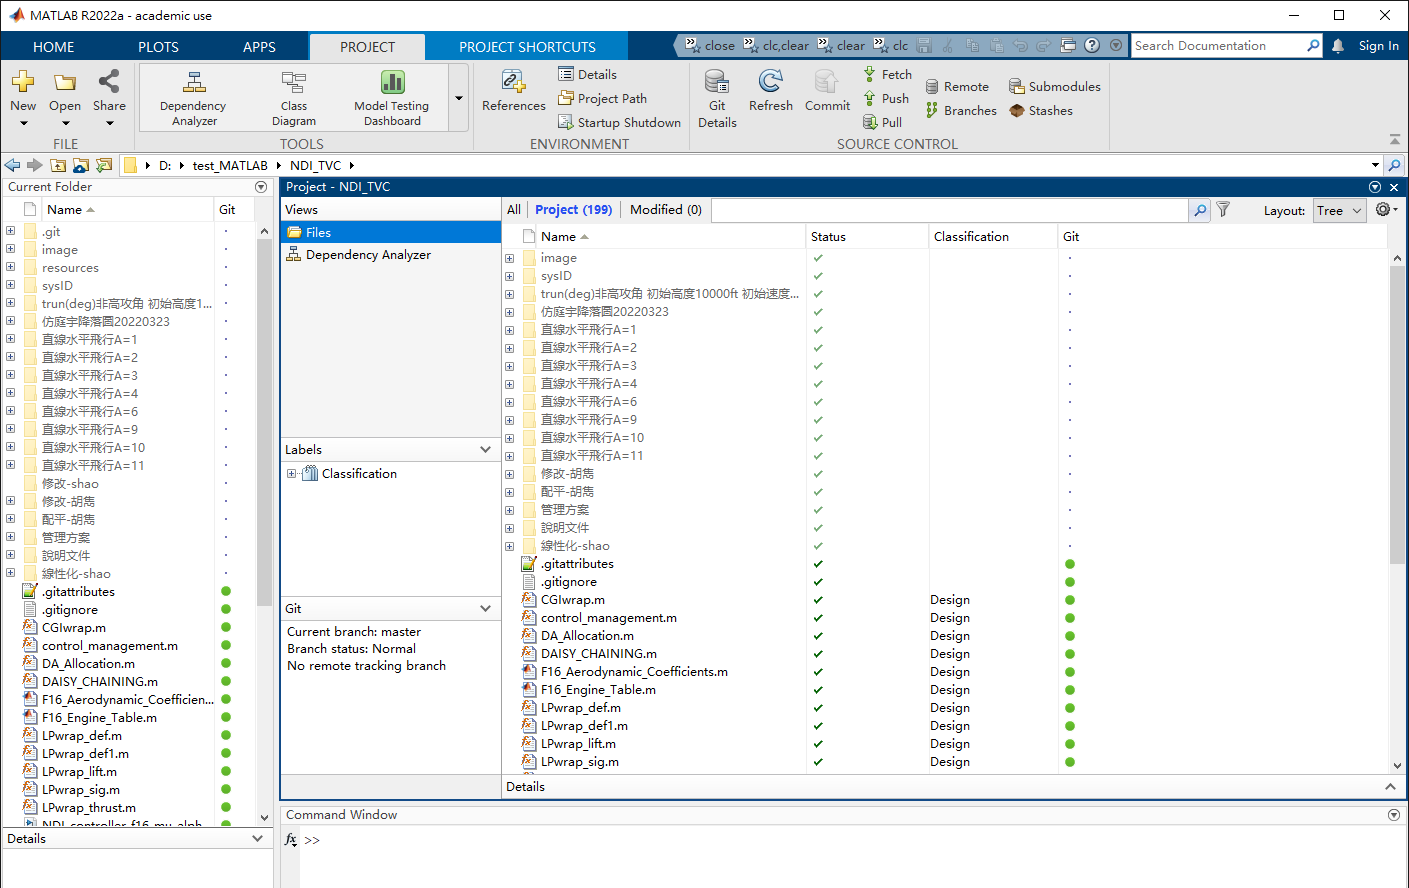 MATLAB R2022a - academic use
HOME PLOTS APPS PROJECT PROJECT SHORTCUTS close clc,clear clear clc Search Documentation Sign In
New Open Share
FILE
Dependency Analyzer
Class Diagram
Model Testing Dashboard
TOOLS
References
Details
Project Path
Startup Shutdown
ENVIRONMENT
Git Details
Refresh
Commit
Fetch
Push
Pull
Remote
Branches
Submodules
Stashes
SOURCE CONTROL
D: test_MATLAB NDI_TVC
Current Folder
Name Git
.git
image
resources
sysID
trun(deg)非高攻角 初始高度1...
仿庭宇降落圖20220323
直線水平飛行A=1
直線水平飛行A=2
直線水平飛行A=3
直線水平飛行A=4
直線水平飛行A=6
直線水平飛行A=9
直線水平飛行A=10
直線水平飛行A=11
修改-shao
修改-胡雋
配平-胡雋
管理方案
說明文件
線性化-shao
.gitattributes
.gitignore
CGIwrap.m
control_management.m
DA_Allocation.m
DAISY_CHAINING.m
F16_Aerodynamic_Coefficien...
F16_Engine_Table.m
LPwrap_def.m
LPwrap_def1.m
LPwrap_lift.m
LPwrap_sig.m
LPwrap_thrust.m
NDI_controller_f16_mu_alph...
Details
Project - NDI_TVC
Views
Files
Dependency Analyzer
Labels
Classification
Git
Current branch: master
Branch status: Normal
No remote tracking branch
All Project (199) Modified (0) Layout: Tree
Name Status Classification Git
image
sysID
trun(deg)非高攻角 初始高度10000ft 初始速度...
仿庭宇降落圖20220323
直線水平飛行A=1
直線水平飛行A=2
直線水平飛行A=3
直線水平飛行A=4
直線水平飛行A=6
直線水平飛行A=9
直線水平飛行A=10
直線水平飛行A=11
修改-胡雋
配平-胡雋
管理方案
說明文件
線性化-shao
.gitattributes
.gitignore
CGIwrap.m Design
control_management.m Design
DA_Allocation.m Design
DAISY_CHAINING.m Design
F16_Aerodynamic_Coefficients.m Design
F16_Engine_Table.m Design
LPwrap_def.m Design
LPwrap_def1.m Design
LPwrap_lift.m Design
LPwrap_sig.m Design
Details
Command Window
fx >>